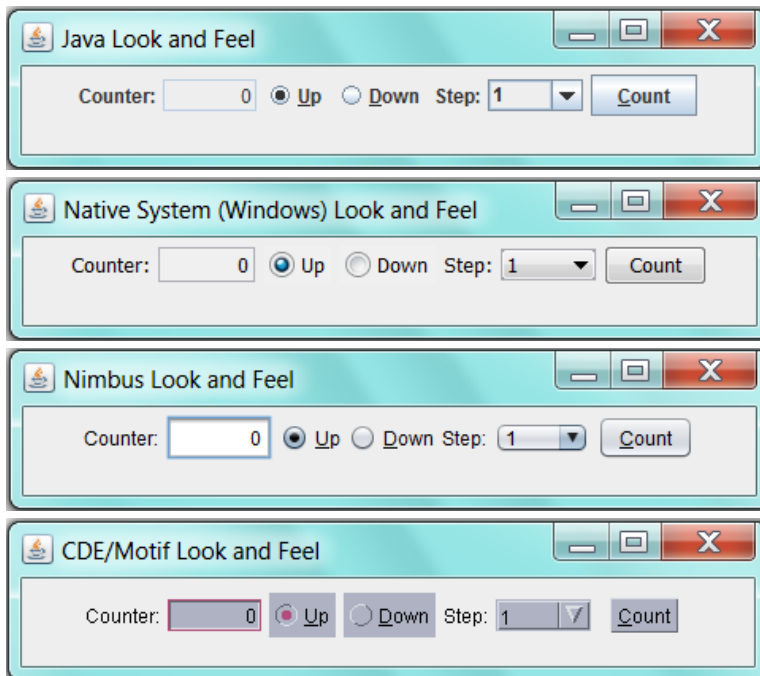 Java Look and Feel
Counter: 0 Up Down Step: 1 Count
Native System (Windows) Look and Feel
Counter: 0 Up Down Step: 1 Count
Nimbus Look and Feel
Counter: 0 Up Down Step: 1 Count
CDE/Motif Look and Feel
Counter: 0 Up Down Step: 1 Count